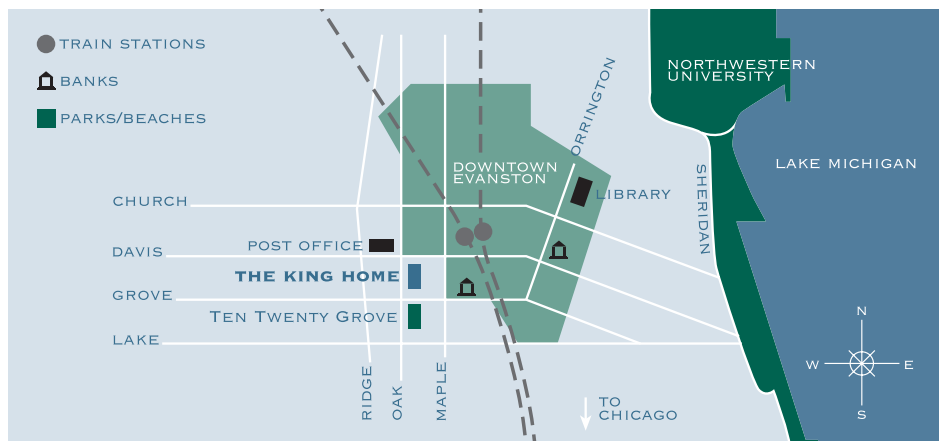 TRAIN STATIONS
BANKS
PARKS/BEACHES
NORTHWESTERN
UNIVERSITY
ORRINGTON
DOWNTOWN
EVANSTON
LAKE MICHIGAN
SHERIDAN
LIBRARY
CHURCH
POST OFFICE
DAVIS
THE KING HOME
GROVE
TEN TWENTY GROVE
LAKE
RIDGE
OAK
MAPLE
TO
CHICAGO
N
W E
S